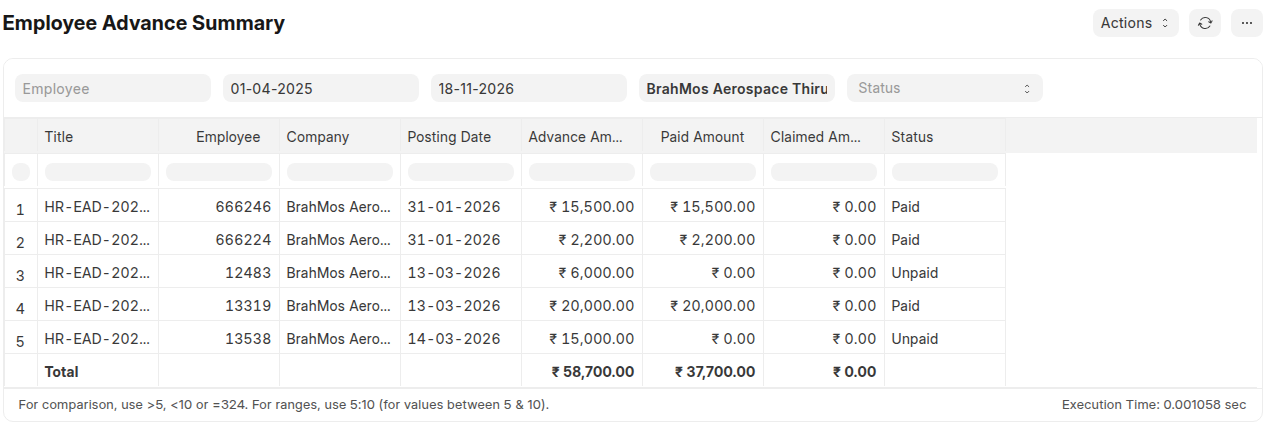 Employee Advance Summary
Actions
Employee 01-04-2025 18-11-2026 BrahMos Aerospace Thiru Status
Title Employee Company Posting Date Advance Am... Paid Amount Claimed Am... Status
1 HR-EAD-202... 666246 BrahMos Aero... 31-01-2026 ₹ 15,500.00 ₹ 15,500.00 ₹ 0.00 Paid
2 HR-EAD-202... 666224 BrahMos Aero... 31-01-2026 ₹ 2,200.00 ₹ 2,200.00 ₹ 0.00 Paid
3 HR-EAD-202... 12483 BrahMos Aero... 13-03-2026 ₹ 6,000.00 ₹ 0.00 ₹ 0.00 Unpaid
4 HR-EAD-202... 13319 BrahMos Aero... 13-03-2026 ₹ 20,000.00 ₹ 20,000.00 ₹ 0.00 Paid
5 HR-EAD-202... 13538 BrahMos Aero... 14-03-2026 ₹ 15,000.00 ₹ 0.00 ₹ 0.00 Unpaid
Total ₹ 58,700.00 ₹ 37,700.00 ₹ 0.00
For comparison, use >5, <10 or =324. For ranges, use 5:10 (for values between 5 & 10). Execution Time: 0.001058 sec